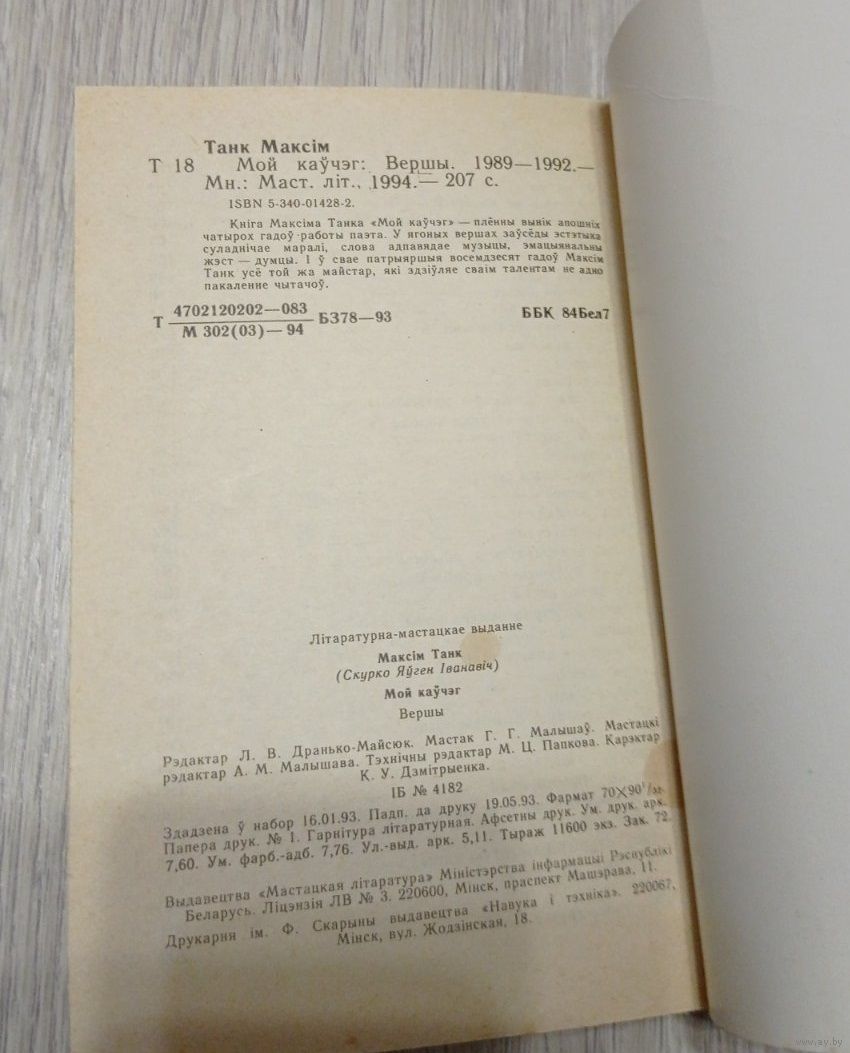 Танк Максім
Т 18 Мой каўчэг: Вершы. 1989—1992.—
Мн.: Маст. літ., 1994.— 207 с.
ISBN 5-340-01428-2.
Кніга Максіма Танка «Мой каўчэг» — плённы вынік апошніх
чатырох гадоў работы паэта. У ягоных вершах заўсёды эстэтыка
суладнічае маралі, слова адпавядае музыцы, эмацыянальны
жэст — думцы. І ў свае патрыяршыя восемдзесят гадоў Максім
Танк усё той жа майстар, які здзіўляе сваім талентам не адно
пакаленне чытачоў.
Т 4702120202—083
М 302(03)—94 БЗ78—93 ББК 84Бел7
Літаратурна-мастацкае выданне
Максім Танк
(Скурко Яўген Іванавіч)
Мой каўчэг
Вершы
Рэдактар Л. В. Дранько-Майсюк. Мастак Г. Г. Малышаў. Мастацкі
рэдактар А. М. Малышава. Тэхнічны рэдактар М. Ц. Папкова. Карэктар
К. У. Дзмітрыенка.
ІБ № 4182
Здадзена ў набор 16.01.93. Падп. да друку 19.05.93. Фармат 70×90¹/₃₂.
Папера друк. № 1. Гарнітура літаратурная. Афсетны друк. Ум. друк. арк.
7,60. Ум. фарб.-адб. 7,76. Ул.-выд. арк. 5,11. Тыраж 11600 экз. Зак. 72.
Выдавецтва «Мастацкая літаратура» Міністэрства інфармацыі Рэспублікі
Беларусь. Ліцэнзія ЛВ № 3. 220600, Мінск, праспект Машэрава, 11.
Друкарня ім. Ф. Скарыны выдавецтва «Навука і тэхніка». 220067,
Мінск, вул. Жодзінская, 18.
www.ay.by